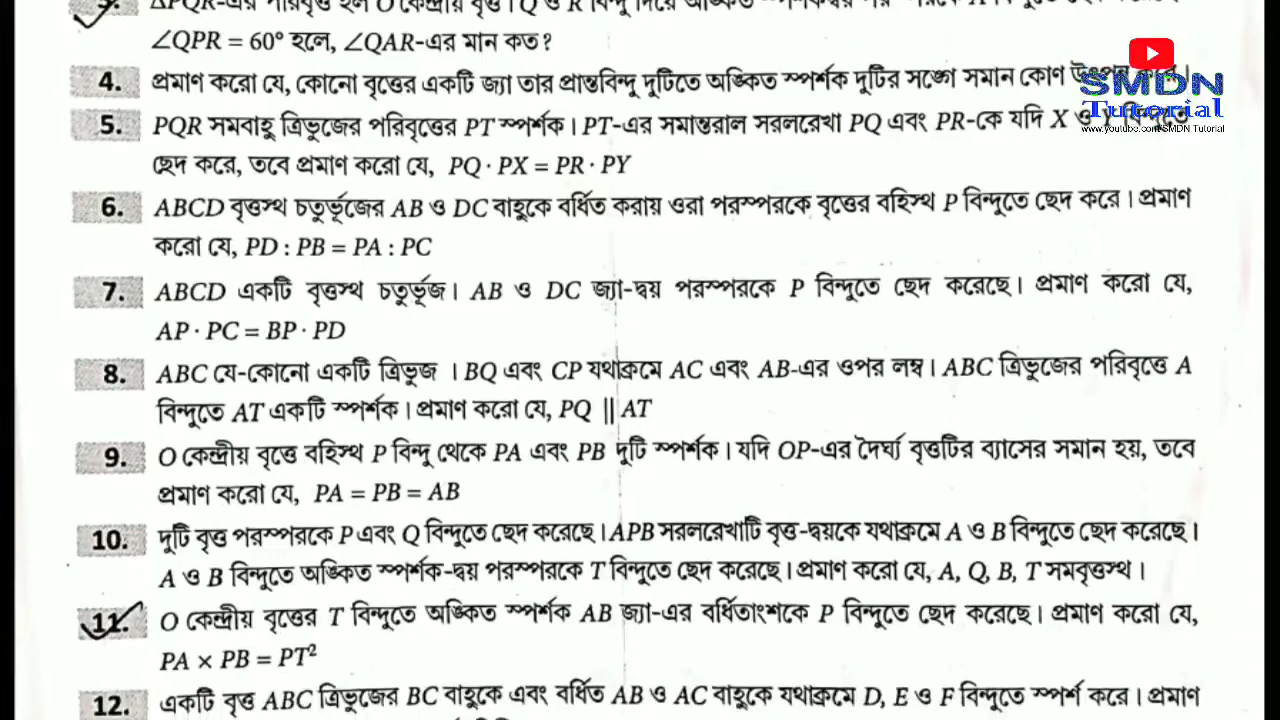 ∠QPR = 60° হলে, ∠QAR-এর মান কত?
4. প্রমাণ করো যে, কোনো বৃত্তের একটি জ্যা তার প্রান্তবিন্দু দুটিতে অঙ্কিত স্পর্শক দুটির সঙ্গে সমান কোণ
SMDN
Tutorial
www.youtube.com/SMDN Tutorial
5. PQR সমবাহু ত্রিভুজের পরিবৃত্তের PT স্পর্শক। PT-এর সমান্তরাল সরলরেখা PQ এবং PR-কে যদি X ও
ছেদ করে, তবে প্রমাণ করো যে, PQ · PX = PR · PY
6. ABCD বৃত্তস্থ চতুর্ভূজের AB ও DC বাহুকে বর্ধিত করায় ওরা পরস্পরকে বৃত্তের বহিস্থ P বিন্দুতে ছেদ করে। প্রমাণ
করো যে, PD : PB = PA : PC
7. ABCD একটি বৃত্তস্থ চতুর্ভূজ। AB ও DC জ্যা-দ্বয় পরস্পরকে P বিন্দুতে ছেদ করেছে। প্রমাণ করো যে,
AP · PC = BP · PD
8. ABC যে-কোনো একটি ত্রিভুজ । BQ এবং CP যথাক্রমে AC এবং AB-এর ওপর লম্ব। ABC ত্রিভুজের পরিবৃত্তে A
বিন্দুতে AT একটি স্পর্শক। প্রমাণ করো যে, PQ || AT
9. O কেন্দ্রীয় বৃত্তে বহিস্থ P বিন্দু থেকে PA এবং PB দুটি স্পর্শক। যদি OP-এর দৈর্ঘ্য বৃত্তটির ব্যাসের সমান হয়, তবে
প্রমাণ করো যে, PA = PB = AB
10. দুটি বৃত্ত পরস্পরকে P এবং Q বিন্দুতে ছেদ করেছে। APB সরলরেখাটি বৃত্ত-দ্বয়কে যথাক্রমে A ও B বিন্দুতে ছেদ করেছে।
A ও B বিন্দুতে অঙ্কিত স্পর্শক-দ্বয় পরস্পরকে T বিন্দুতে ছেদ করেছে। প্রমাণ করো যে, A, Q, B, T সমবৃত্তস্থ।
11. O কেন্দ্রীয় বৃত্তের T বিন্দুতে অঙ্কিত স্পর্শক AB জ্যা-এর বর্ধিতাংশকে P বিন্দুতে ছেদ করেছে। প্রমাণ করো যে,
PA × PB = PT²
12. একটি বৃত্ত ABC ত্রিভুজের BC বাহুকে এবং বর্ধিত AB ও AC বাহুকে যথাক্রমে D, E ও F বিন্দুতে স্পর্শ করে। প্রমাণ